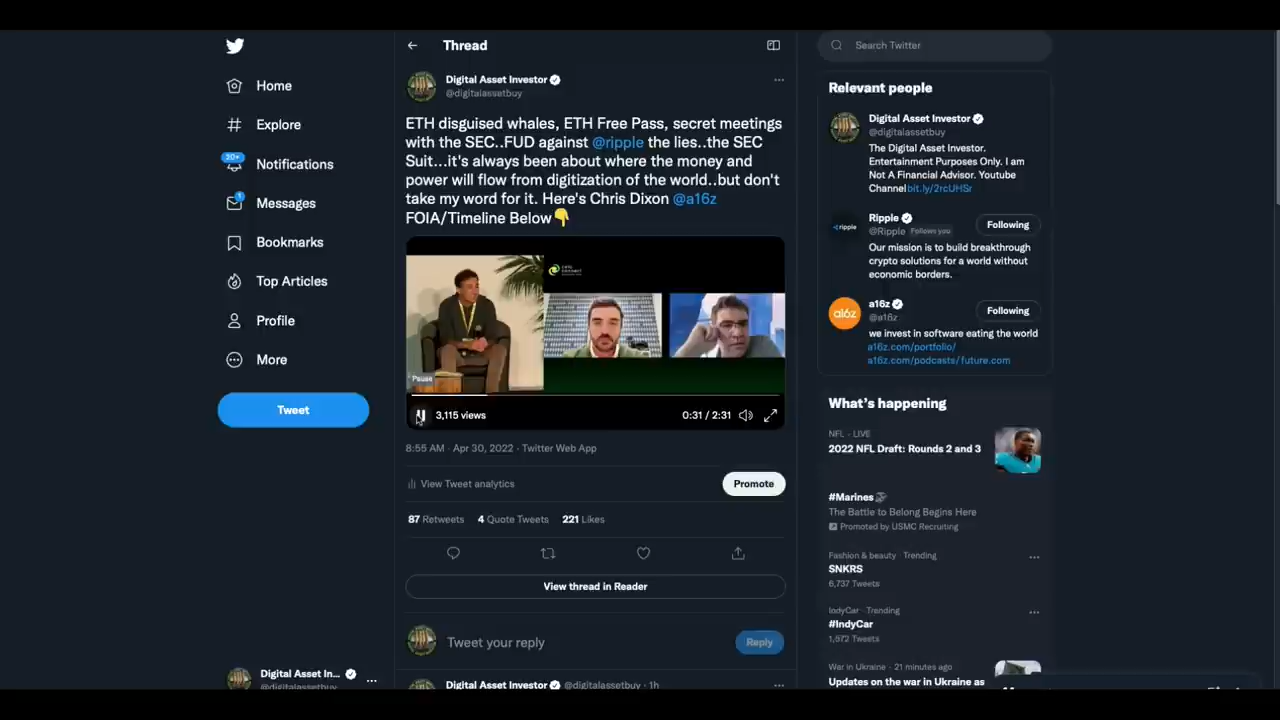 Home
Explore
20+
Notifications
1
Messages
Bookmarks
Top Articles
Profile
More
Tweet
Digital Asset In...
@digitalassetbuy
Thread
Digital Asset Investor
@digitalassetbuy
ETH disguised whales, ETH Free Pass, secret meetings
with the SEC..FUD against @ripple the lies..the SEC
Suit...it's always been about where the money and
power will flow from digitization of the world..but don't
take my word for it. Here's Chris Dixon @a16z
FOIA/Timeline Below👇
Pause
3,115 views
0:31 / 2:31
8:55 AM · Apr 30, 2022 · Twitter Web App
View Tweet analytics
Promote
87 Retweets 4 Quote Tweets 221 Likes
View thread in Reader
Tweet your reply
Reply
Digital Asset Investor @digitalassetbuy · 1h
Search Twitter
Relevant people
Digital Asset Investor
@digitalassetbuy
The Digital Asset Investor.
Entertainment Purposes Only. I am
Not A Financial Advisor. Youtube
Channel bit.ly/2rcUHSr
ripple
Ripple
@Ripple Follows you
Following
Our mission is to build breakthrough
crypto solutions for a world without
economic borders.
a16z
a16z
@a16z
Following
we invest in software eating the world
a16z.com/portfolio/
a16z.com/podcasts/ future.com
What's happening
NFL · LIVE
2022 NFL Draft: Rounds 2 and 3
#Marines
The Battle to Belong Begins Here
Promoted by USMC Recruiting
Fashion & beauty · Trending
SNKRS
6,737 Tweets
IndyCar · Trending
#IndyCar
1,672 Tweets
War in Ukraine · 21 minutes ago
Updates on the war in Ukraine as